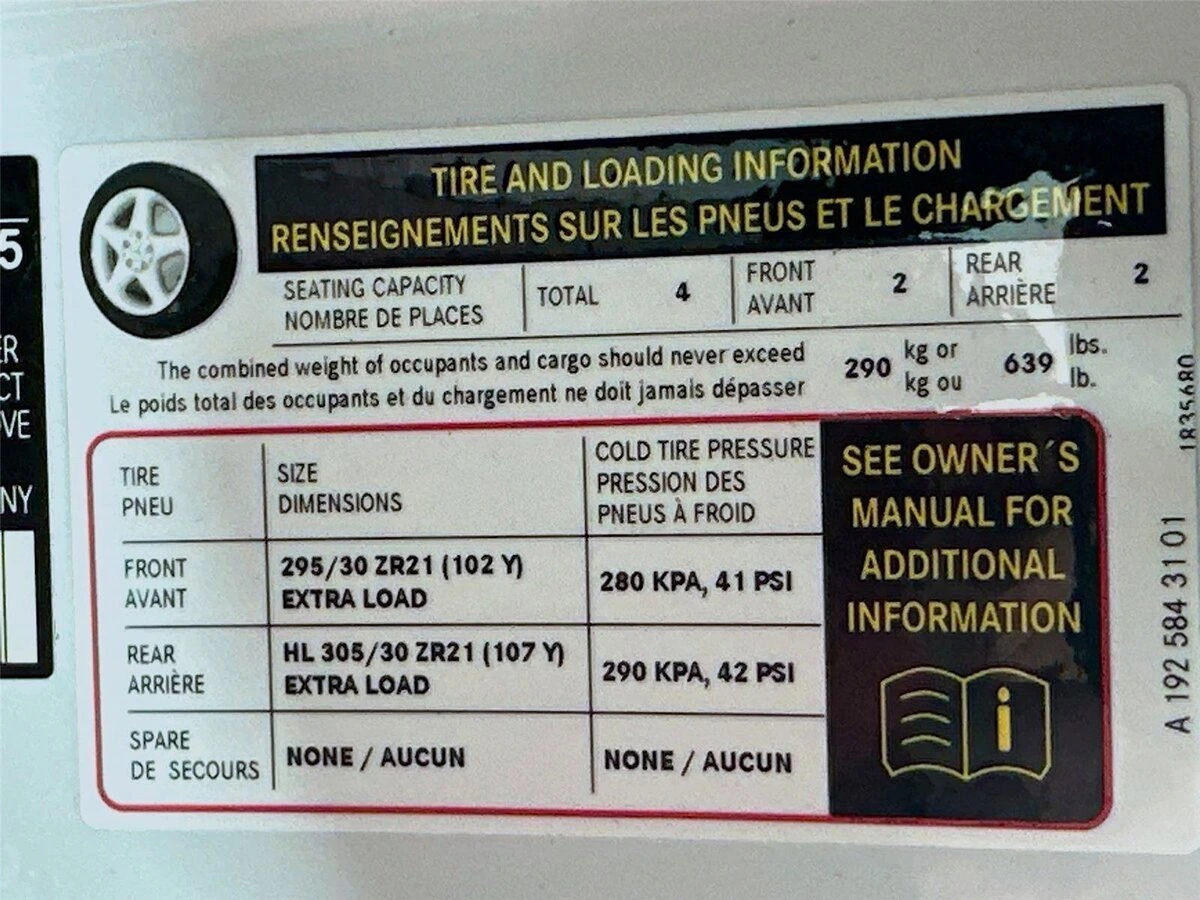 TIRE AND LOADING INFORMATION
RENSEIGNEMENTS SUR LES PNEUS ET LE CHARGEMENT
SEATING CAPACITY
NOMBRE DE PLACES
TOTAL 4
FRONT
AVANT
2
REAR
ARRIÈRE
2
The combined weight of occupants and cargo should never exceed
Le poids total des occupants et du chargement ne doit jamais dépasser
290 kg or
kg ou
639 lbs.
lb.
TIRE
PNEU
SIZE
DIMENSIONS
COLD TIRE PRESSURE
PRESSION DES
PNEUS À FROID
FRONT
AVANT
295/30 ZR21 (102 Y)
EXTRA LOAD
280 KPA, 41 PSI
REAR
ARRIÈRE
HL 305/30 ZR21 (107 Y)
EXTRA LOAD
290 KPA, 42 PSI
SPARE
DE SECOURS
NONE / AUCUN
NONE / AUCUN
SEE OWNER´S
MANUAL FOR
ADDITIONAL
INFORMATION
i
A 192 584 31 01
1835680
5
ER
CT
OVE
NY